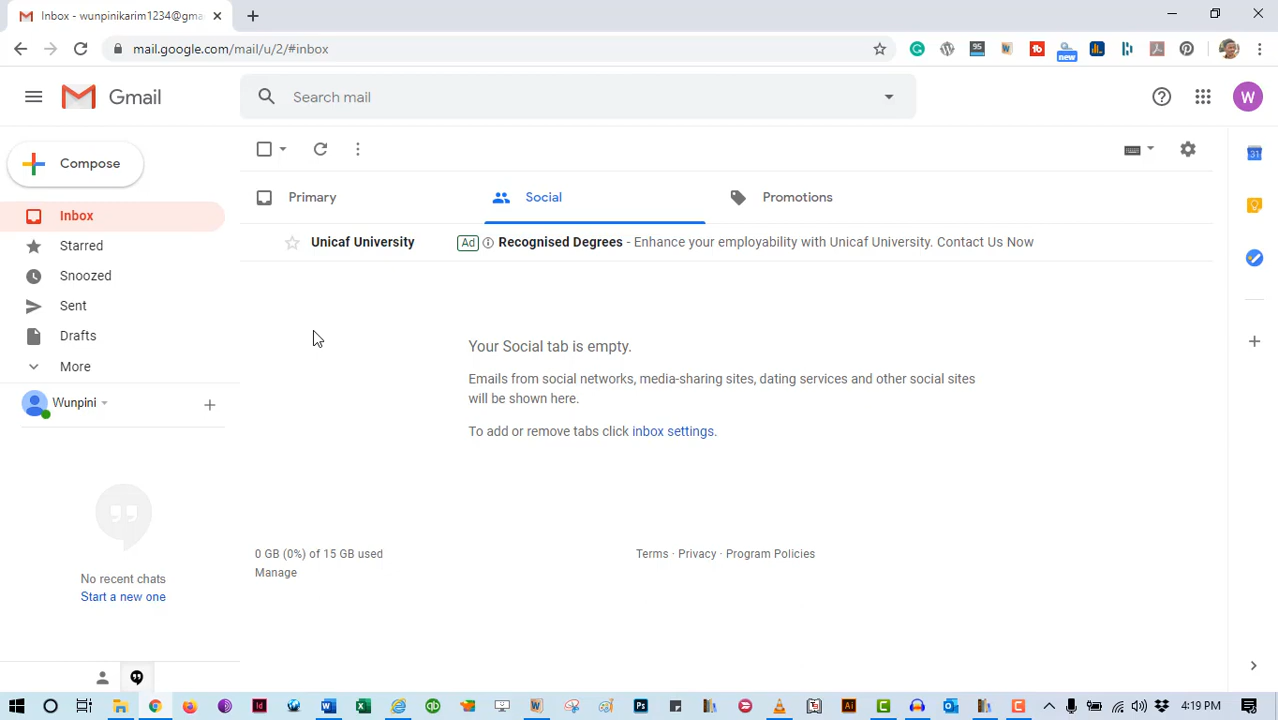 Inbox - wunpinikarim1234@gma
mail.google.com/mail/u/2/#inbox
95
new
Gmail
Search mail
W
Compose
31
Primary
Social
Promotions
Inbox
Unicaf University
Ad Recognised Degrees - Enhance your employability with Unicaf University. Contact Us Now
Starred
Snoozed
Sent
Drafts
More
Your Social tab is empty.
Emails from social networks, media-sharing sites, dating services and other social sites
will be shown here.
To add or remove tabs click inbox settings.
Wunpini
0 GB (0%) of 15 GB used
Manage
Terms · Privacy · Program Policies
No recent chats
Start a new one
4:19 PM